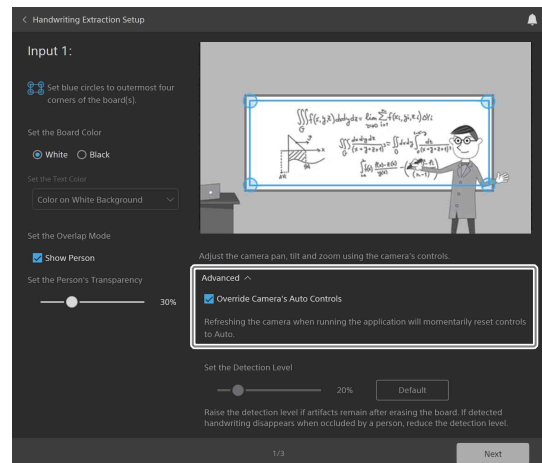 Handwriting Extraction Setup
Input 1:
Set blue circles to outermost four
corners of the board(s).
Set the Board Color
White Black
Set the Text Color
Color on White Background
Set the Overlap Mode
Show Person
Set the Person's Transparency
30%
Adjust the camera pan, tilt and zoom using the camera's controls.
Advanced
Override Camera's Auto Controls
Refreshing the camera when running the application will momentarily reset controls
to Auto.
Set the Detection Level
20% Default
Raise the detection level if artifacts remain after erasing the board. If detected
handwriting disappears when occluded by a person, reduce the detection level.
1/3
Next